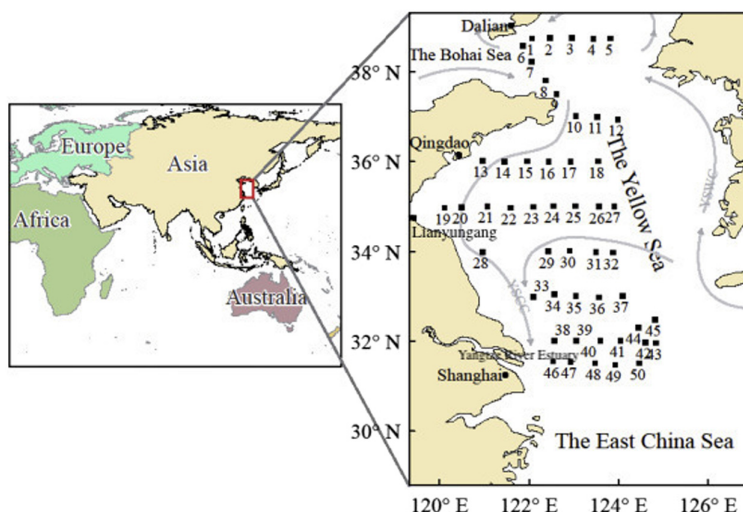 Europe
Asia
Africa
Australia
Dalian
The Bohai Sea
1 2 3 4 5
6
7
8
9
10 11 12
Qingdao
13 14 15 16 17 18
The Yellow Sea
YSWC
19 20 21 22 23 24 25 26 27
Lianyungang
28 29 30 31 32
YSCC
33
34 35 36 37
38 39 40 41 42 43 44 45
Yangtze River Estuary
46 47 48 49 50
Shanghai
The East China Sea
38° N
36° N
34° N
32° N
30° N
120° E 122° E 124° E 126° E